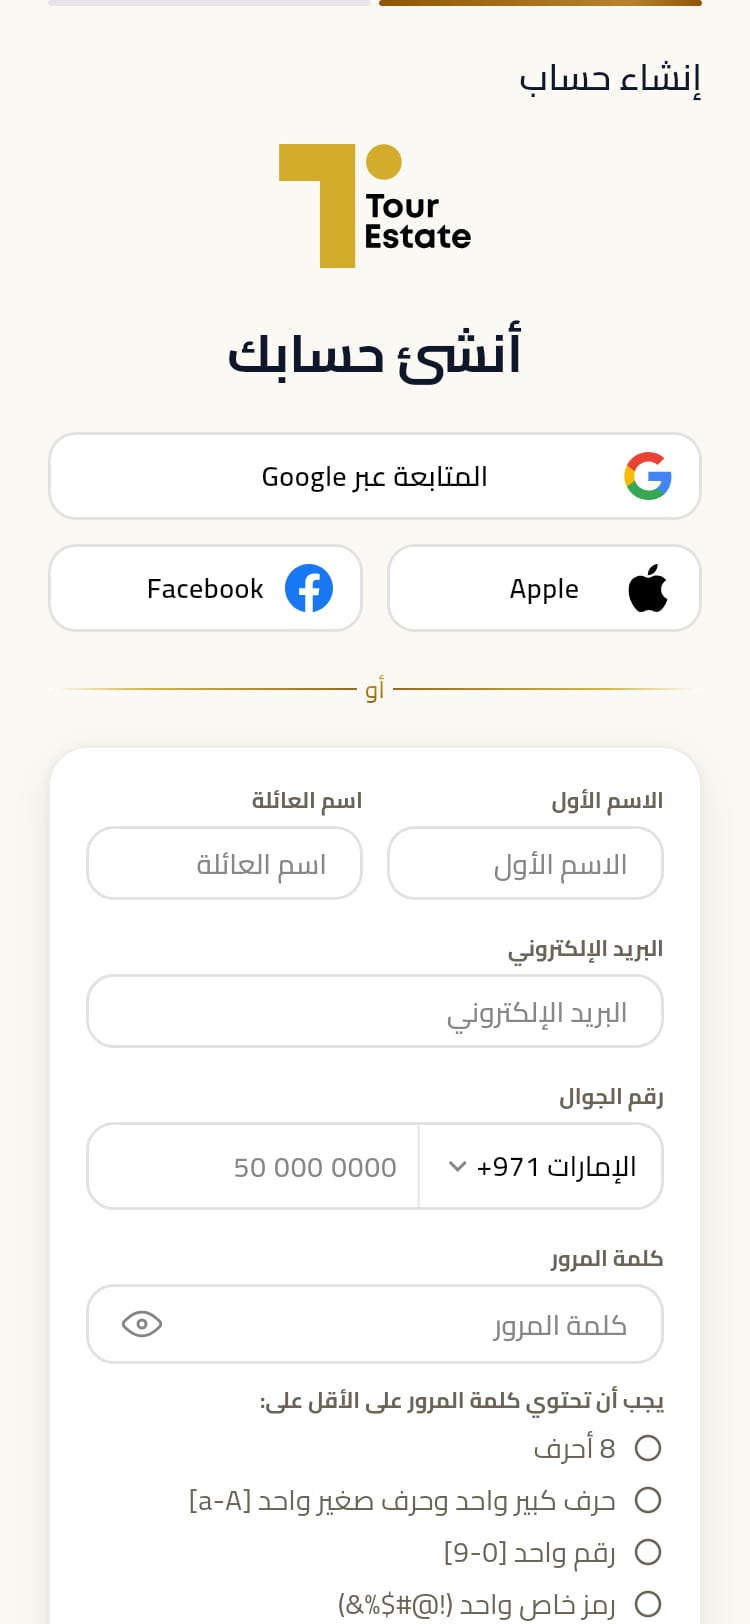 إنشاء حساب
Tour
Estate
أنشئ حسابك
المتابعة عبر Google
Apple
Facebook
أو
الاسم الأول
اسم العائلة
الاسم الأول
اسم العائلة
البريد الإلكتروني
البريد الإلكتروني
رقم الجوال
الإمارات 971+
50 000 0000
كلمة المرور
كلمة المرور
يجب أن تحتوي كلمة المرور على الأقل على:
8 أحرف
حرف كبير واحد وحرف صغير واحد [a-A]
رقم واحد [0-9]
رمز خاص واحد (!@#$%&)